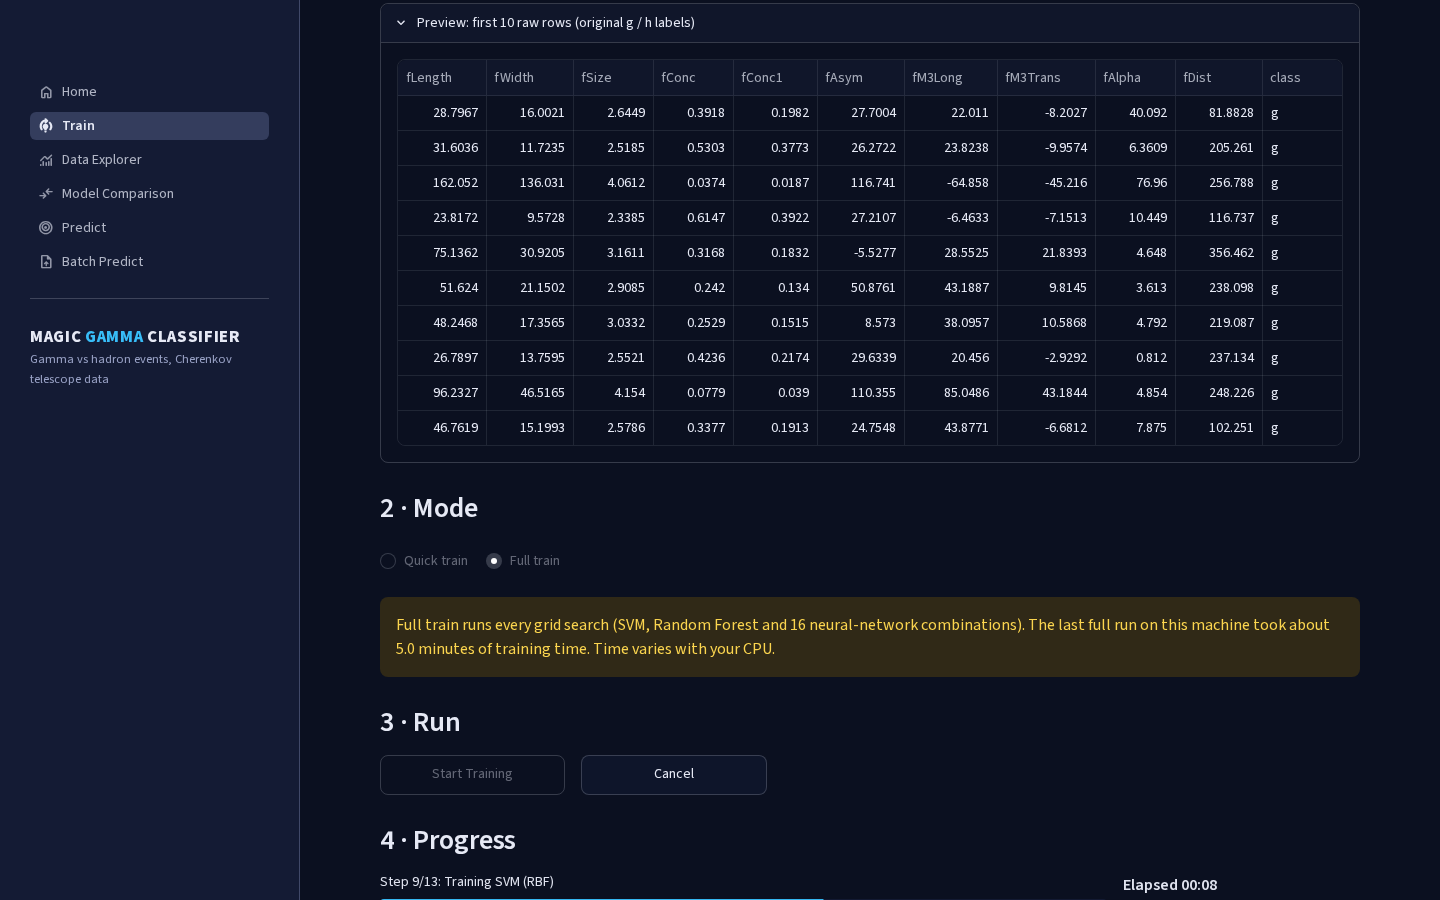 Home
Train
Data Explorer
Model Comparison
Predict
Batch Predict
MAGIC GAMMA CLASSIFIER
Gamma vs hadron events, Cherenkov
telescope data
Preview: first 10 raw rows (original g / h labels)
fLength fWidth fSize fConc fConc1 fAsym fM3Long fM3Trans fAlpha fDist class
28.7967 16.0021 2.6449 0.3918 0.1982 27.7004 22.011 -8.2027 40.092 81.8828 g
31.6036 11.7235 2.5185 0.5303 0.3773 26.2722 23.8238 -9.9574 6.3609 205.261 g
162.052 136.031 4.0612 0.0374 0.0187 116.741 -64.858 -45.216 76.96 256.788 g
23.8172 9.5728 2.3385 0.6147 0.3922 27.2107 -6.4633 -7.1513 10.449 116.737 g
75.1362 30.9205 3.1611 0.3168 0.1832 -5.5277 28.5525 21.8393 4.648 356.462 g
51.624 21.1502 2.9085 0.242 0.134 50.8761 43.1887 9.8145 3.613 238.098 g
48.2468 17.3565 3.0332 0.2529 0.1515 8.573 38.0957 10.5868 4.792 219.087 g
26.7897 13.7595 2.5521 0.4236 0.2174 29.6339 20.456 -2.9292 0.812 237.134 g
96.2327 46.5165 4.154 0.0779 0.039 110.355 85.0486 43.1844 4.854 248.226 g
46.7619 15.1993 2.5786 0.3377 0.1913 24.7548 43.8771 -6.6812 7.875 102.251 g
2 · Mode
Quick train Full train
Full train runs every grid search (SVM, Random Forest and 16 neural-network combinations). The last full run on this machine took about
5.0 minutes of training time. Time varies with your CPU.
3 · Run
Start Training Cancel
4 · Progress
Step 9/13: Training SVM (RBF) Elapsed 00:08